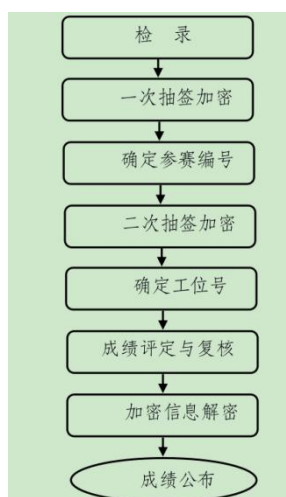 检 录
一次抽签加密
确定参赛编号
二次抽签加密
确定工位号
成绩评定与复核
加密信息解密
成绩公布